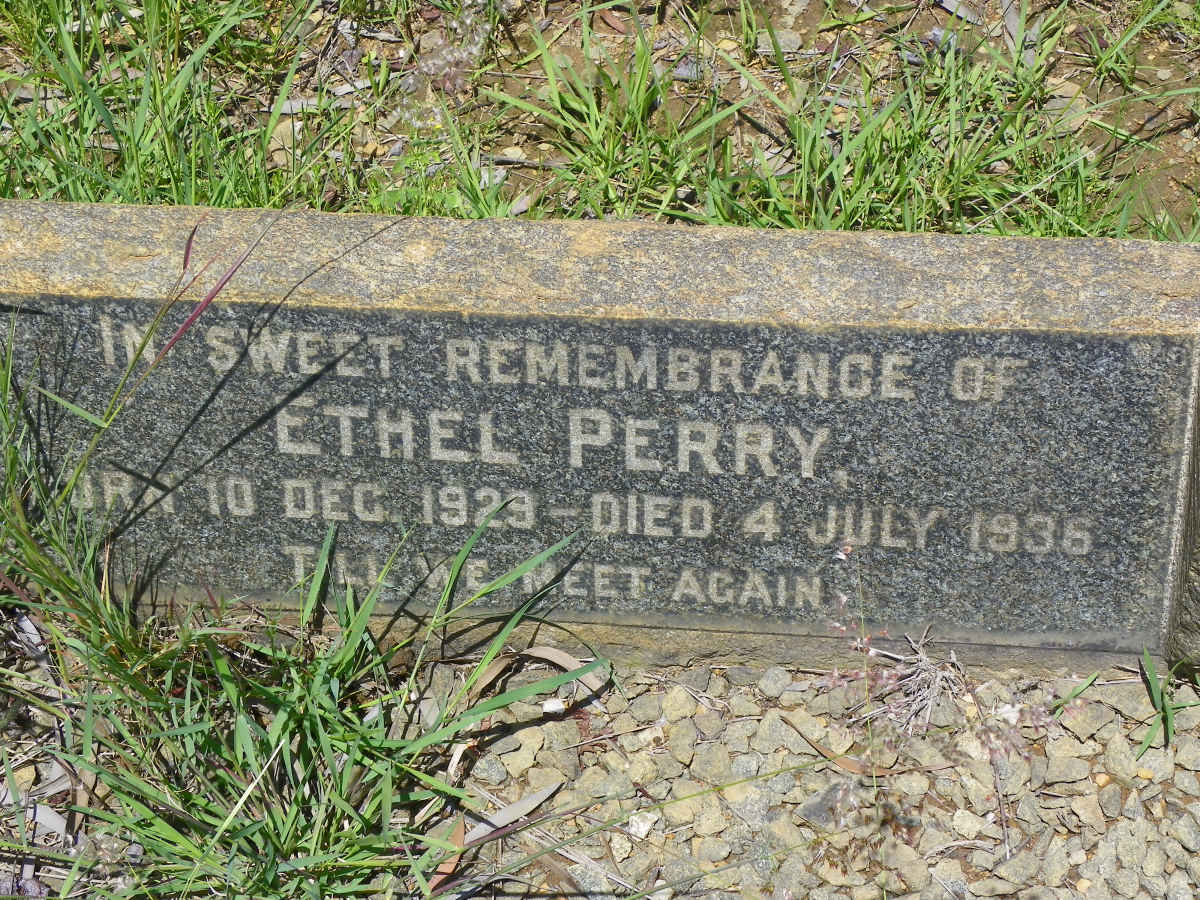 IN SWEET REMEMBRANCE OF
ETHEL PERRY.
BORN 10 DEC. 1929 – DIED 4 JULY 1936
TILL WE MEET AGAIN.